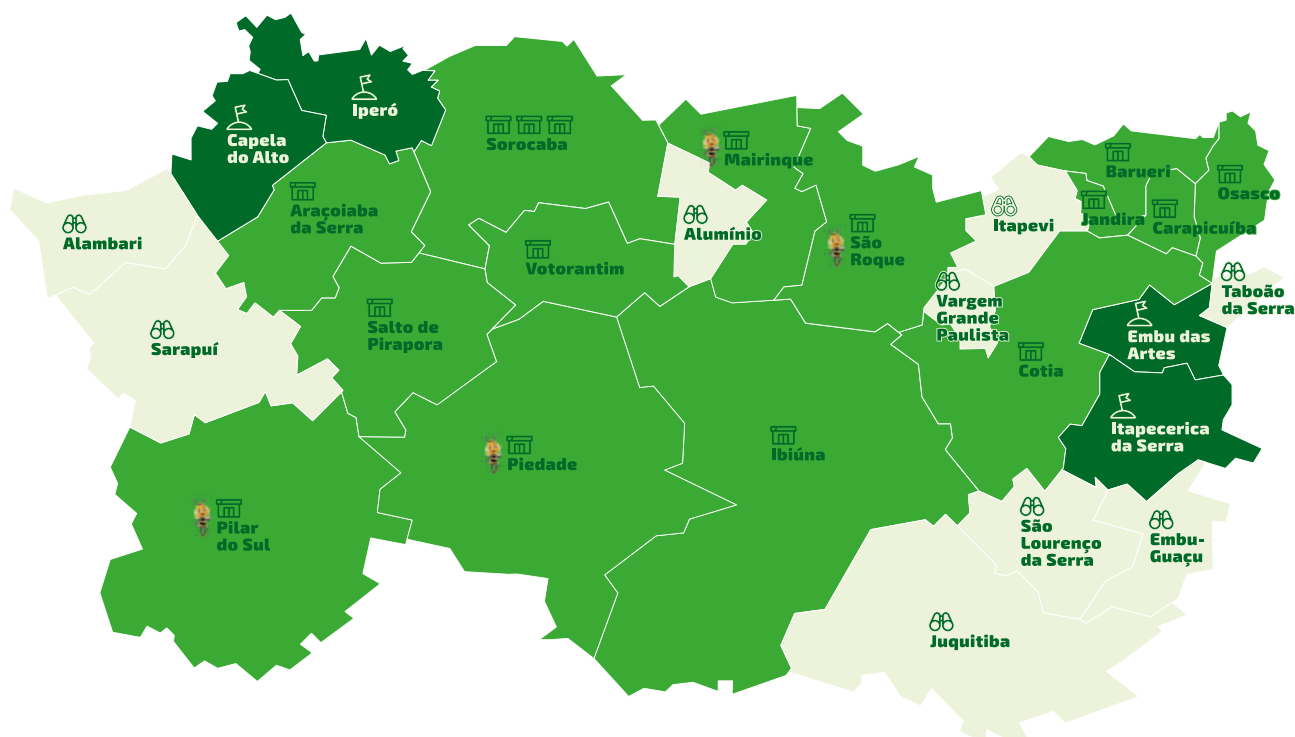 Iperó
Capela
do Alto
Sorocaba
Mairinque
Barueri
Osasco
Araçoiaba
da Serra
Jandira
Carapicuíba
Alambari
Alumínio
Itapevi
São
Roque
Votorantim
Taboão
da Serra
Vargem
Grande
Paulista
Salto de
Pirapora
Sarapuí
Embu das
Artes
Cotia
Itapecerica
da Serra
Piedade
Ibiúna
Pilar
do Sul
São
Lourenço
da Serra
Embu-
Guaçu
Juquitiba